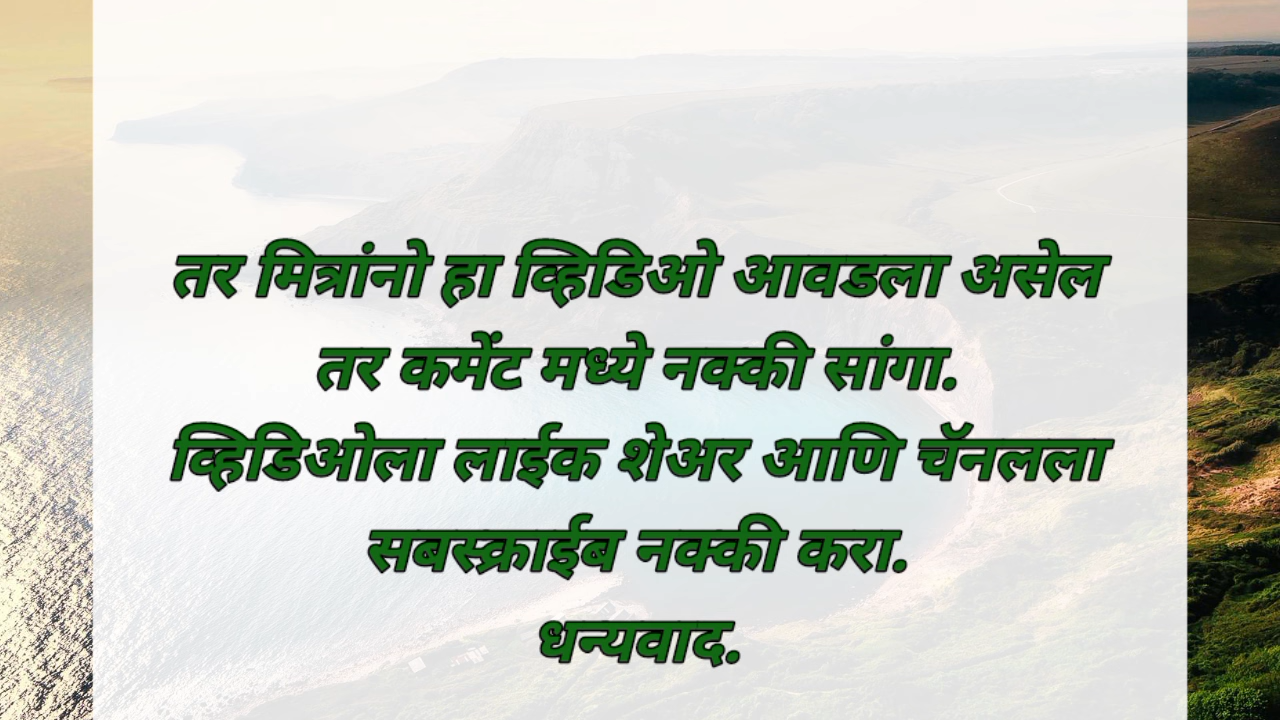 तर मित्रांनो हा व्हिडिओ आवडला असेल
तर कमेंट मध्ये नक्की सांगा.
व्हिडिओला लाईक शेअर आणि चॅनलला
सबस्क्राईब नक्की करा.
धन्यवाद.